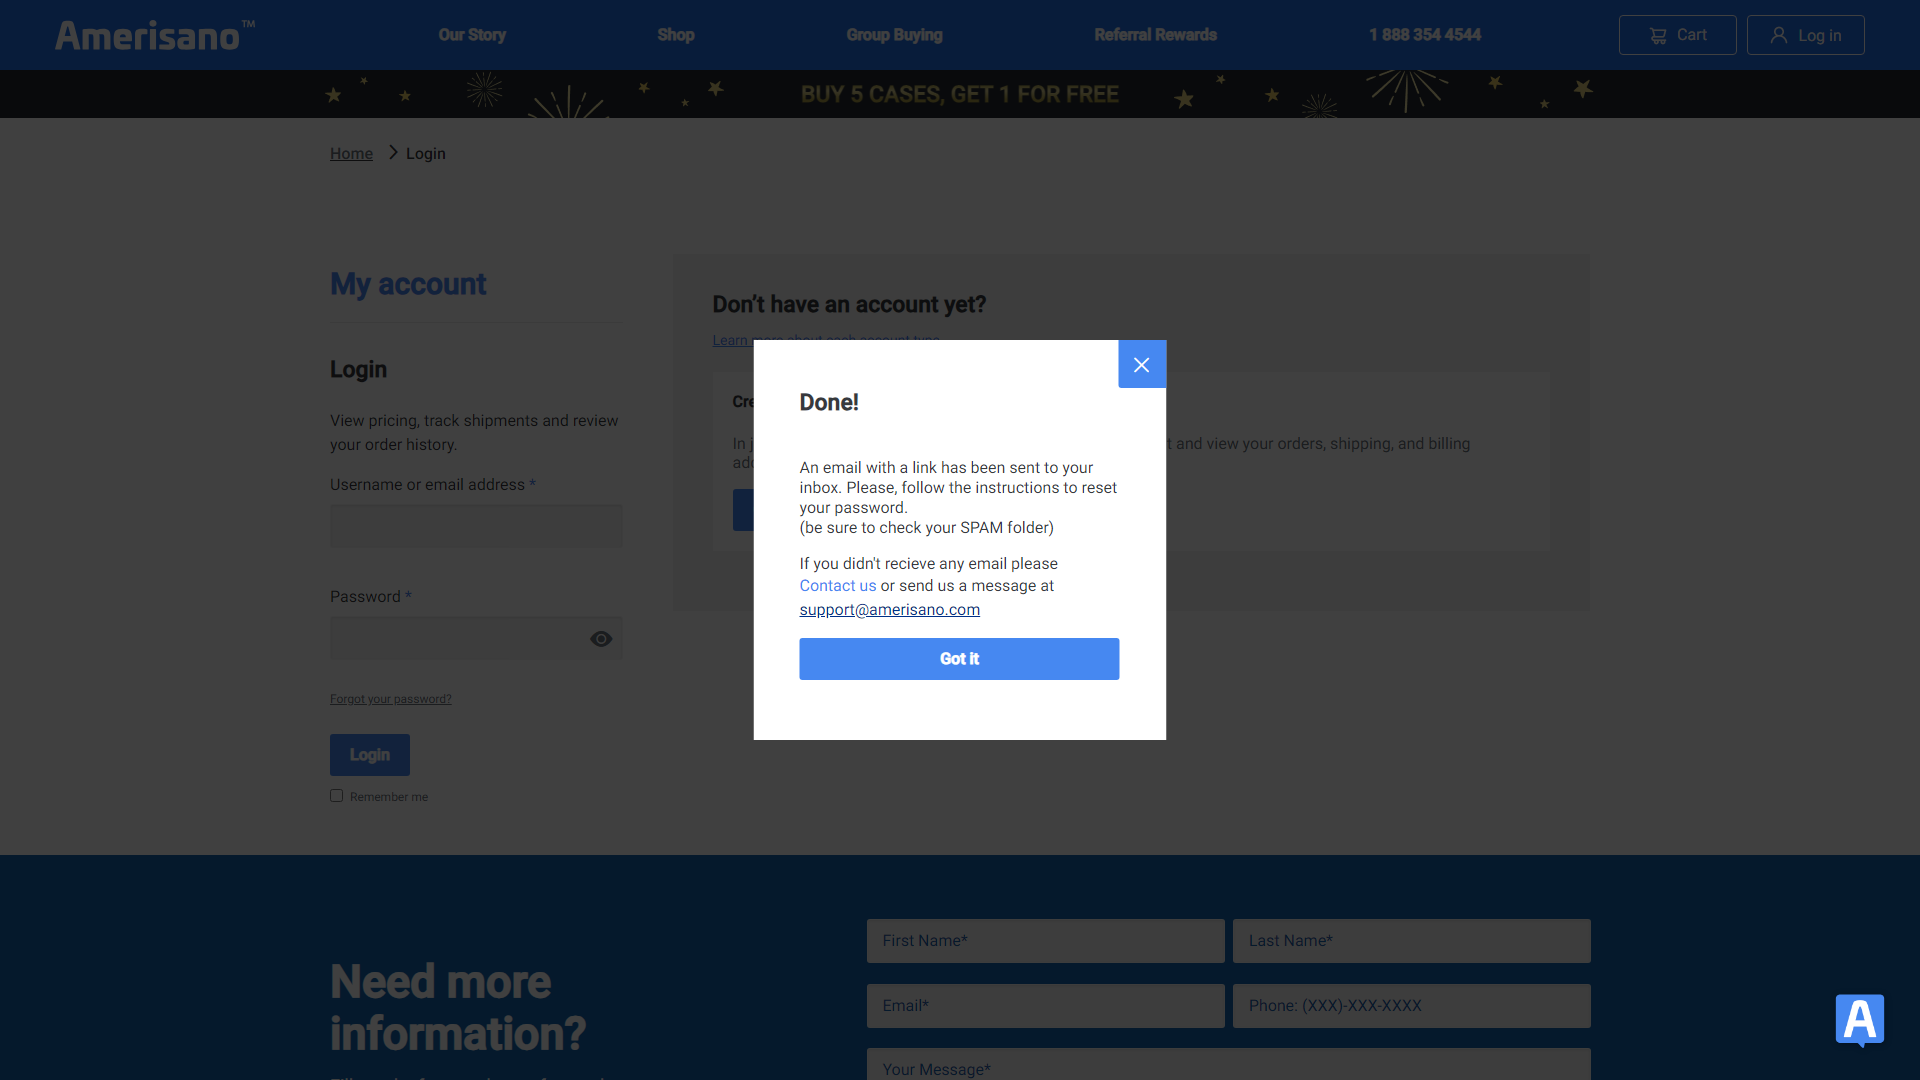 Amerisano™
Our Story
Shop
Group Buying
Referral Rewards
1 888 354 4544
Cart
Log in
BUY 5 CASES, GET 1 FOR FREE
Home
Login
My account
Don't have an account yet?
Learn more about each account type
Login
Cre
View pricing, track shipments and review
your order history.
In j
t and view your orders, shipping, and billing
add
Username or email address *
Password *
Forgot your password?
Login
Remember me
Done!
An email with a link has been sent to your
inbox. Please, follow the instructions to reset
your password.
(be sure to check your SPAM folder)
If you didn't recieve any email please
Contact us or send us a message at
support@amerisano.com
Got it
Need more
information?
First Name*
Last Name*
Email*
Phone: (XXX)-XXX-XXXX
Your Message*
A